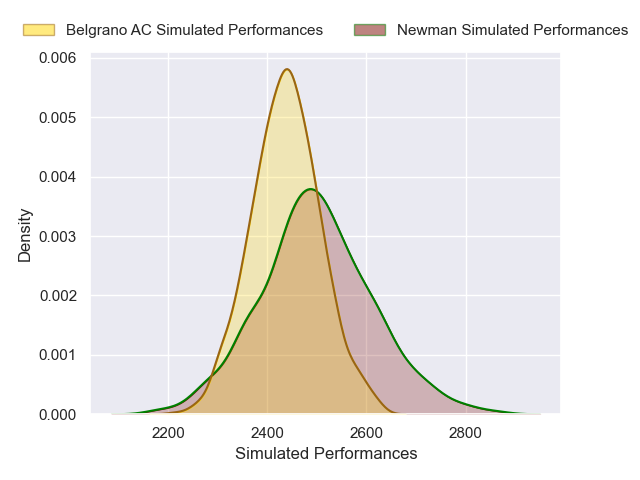 Belgrano AC Simulated Performances
Newman Simulated Performances
0.006
0.005
0.004
0.003
0.002
0.001
0.000
Density
2200
2400
2600
2800
Simulated Performances